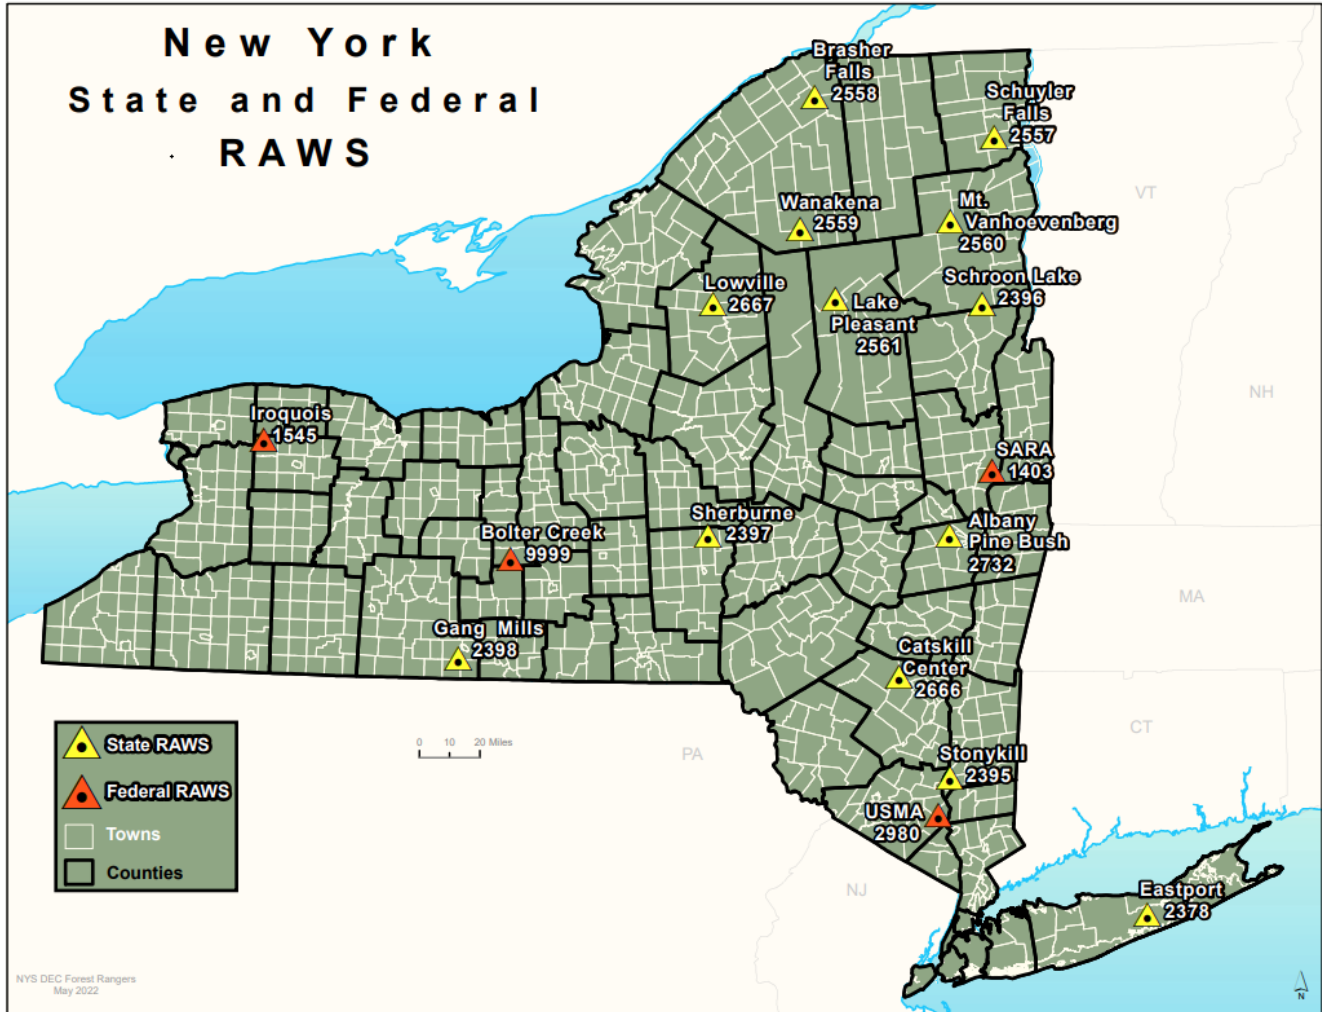 New York
State and Federal
RAWS
Brasher
Falls
2558
Schuyler
Falls
2557
VT
Wanakena
2559
Mt.
Vanhoevenberg
2560
Lowville
2667
Lake
Pleasant
2561
Schroon Lake
2396
NH
Iroquois
1545
SARA
1403
Bolter Creek
9999
Sherburne
2397
Albany
Pine Bush
2732
MA
Gang Mills
2398
Catskill
Center
2666
State RAWS
Federal RAWS
Towns
Counties
0 10 20 Miles
PA
CT
Stonykill
2395
USMA
2980
NJ
Eastport
2378
NYS DEC Forest Rangers
May 2022
N